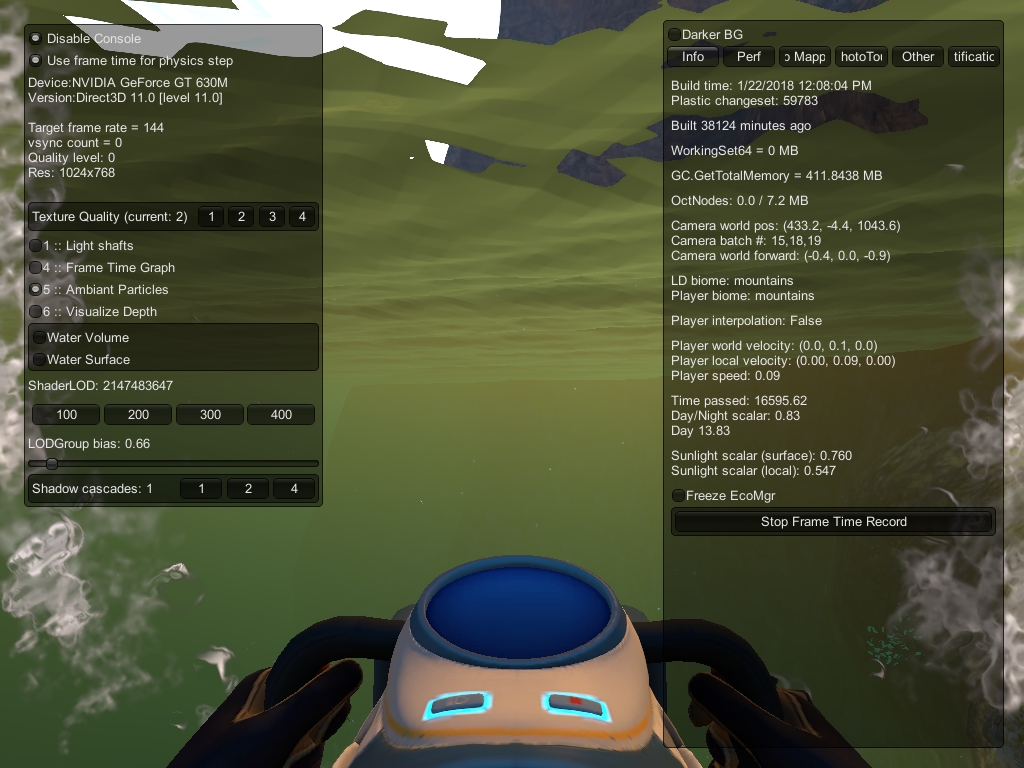 Disable Console
Use frame time for physics step
Device:NVIDIA GeForce GT 630M
Version:Direct3D 11.0 [level 11.0]
Target frame rate = 144
vsync count = 0
Quality level: 0
Res: 1024x768
Texture Quality (current: 2) 1 2 3 4
1 :: Light shafts
4 :: Frame Time Graph
5 :: Ambiant Particles
6 :: Visualize Depth
Water Volume
Water Surface
ShaderLOD: 2147483647
100 200 300 400
LODGroup bias: 0.66
Shadow cascades: 1 1 2 4
Darker BG
Info Perf o Mapp hotoToo Other tificatic
Build time: 1/22/2018 12:08:04 PM
Plastic changeset: 59783
Built 38124 minutes ago
WorkingSet64 = 0 MB
GC.GetTotalMemory = 411.8438 MB
OctNodes: 0.0 / 7.2 MB
Camera world pos: (433.2, -4.4, 1043.6)
Camera batch #: 15,18,19
Camera world forward: (-0.4, 0.0, -0.9)
LD biome: mountains
Player biome: mountains
Player interpolation: False
Player world velocity: (0.0, 0.1, 0.0)
Player local velocity: (0.00, 0.09, 0.00)
Player speed: 0.09
Time passed: 16595.62
Day/Night scalar: 0.83
Day 13.83
Sunlight scalar (surface): 0.760
Sunlight scalar (local): 0.547
Freeze EcoMgr
Stop Frame Time Record